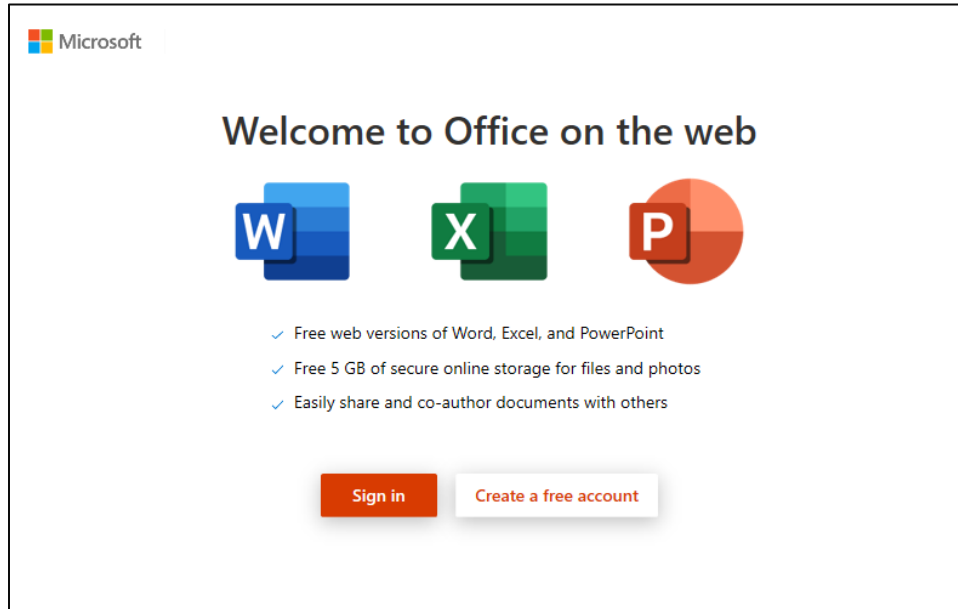 Microsoft
Welcome to Office on the web
W X P
Free web versions of Word, Excel, and PowerPoint
Free 5 GB of secure online storage for files and photos
Easily share and co-author documents with others
Sign in Create a free account